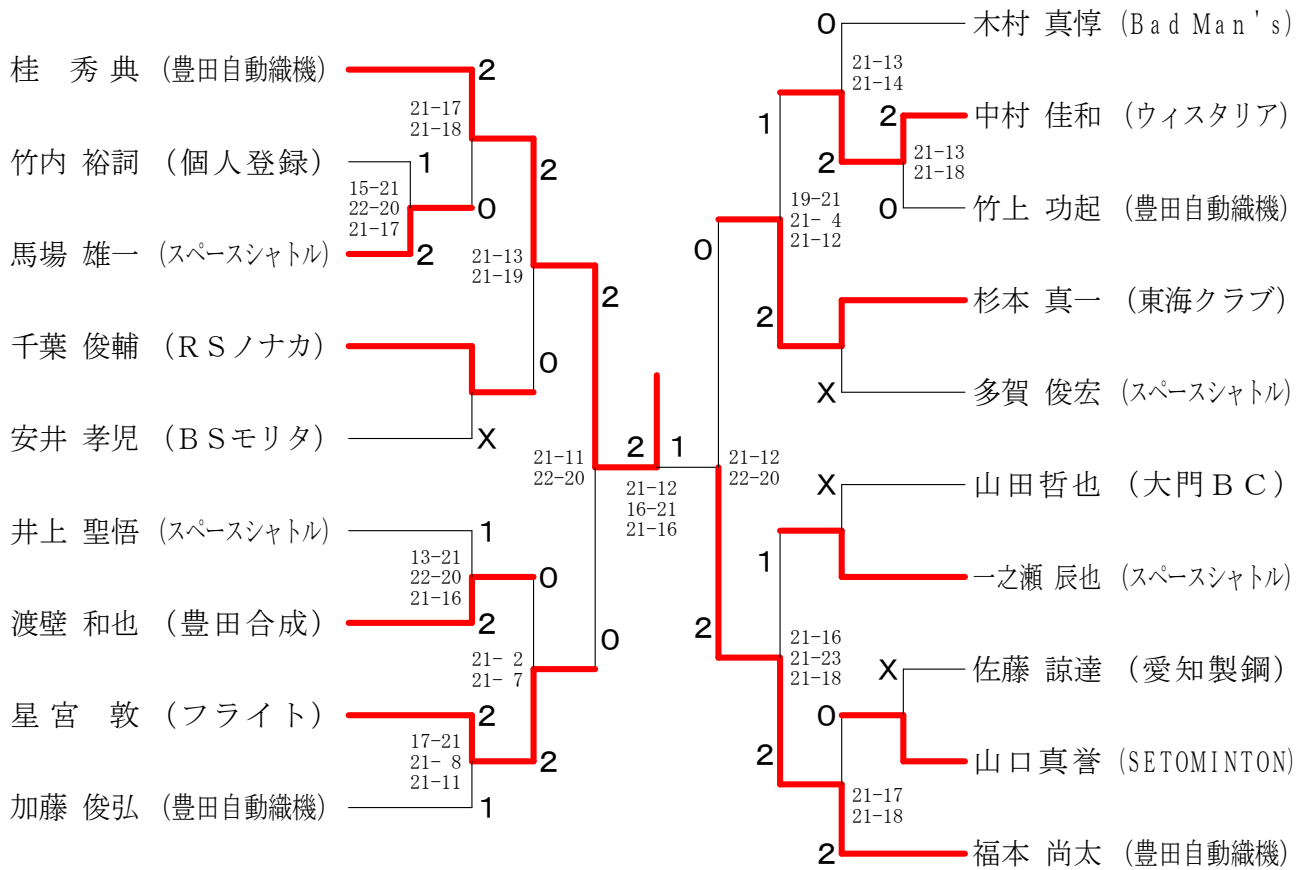 桂 秀典 (豊田自動織機)
2
21-17
21-18
竹内 裕詞 (個人登録)
1
2
15-21
22-20
21-17
0
馬場 雄一 (スペースシャトル)
2
21-13
21-19
2
千葉 俊輔 (RSノナカ)
0
安井 孝児 (BSモリタ)
X
21-11
22-20
井上 聖悟 (スペースシャトル)
1
13-21
22-20
21-16
0
渡壁 和也 (豊田合成)
2
21- 2
21- 7
0
星宮 敦 (フライト)
2
17-21
21- 8
21-11
2
加藤 俊弘 (豊田自動織機)
1
2
1
21-12
16-21
21-16
0
木村 真惇 (Bad Man's)
21-13
21-14
1
2
中村 佳和 (ウィスタリア)
2
21-13
21-18
19-21
21- 4
21-12
0
竹上 功起 (豊田自動織機)
0
2
杉本 真一 (東海クラブ)
X
多賀 俊宏 (スペースシャトル)
21-12
22-20
X
山田哲也 (大門BC)
1
一之瀬 辰也 (スペースシャトル)
2
21-16
21-23
21-18
X
佐藤 諒達 (愛知製鋼)
0
2
山口真誉 (SETOMINTON)
21-17
21-18
2
福本 尚太 (豊田自動織機)